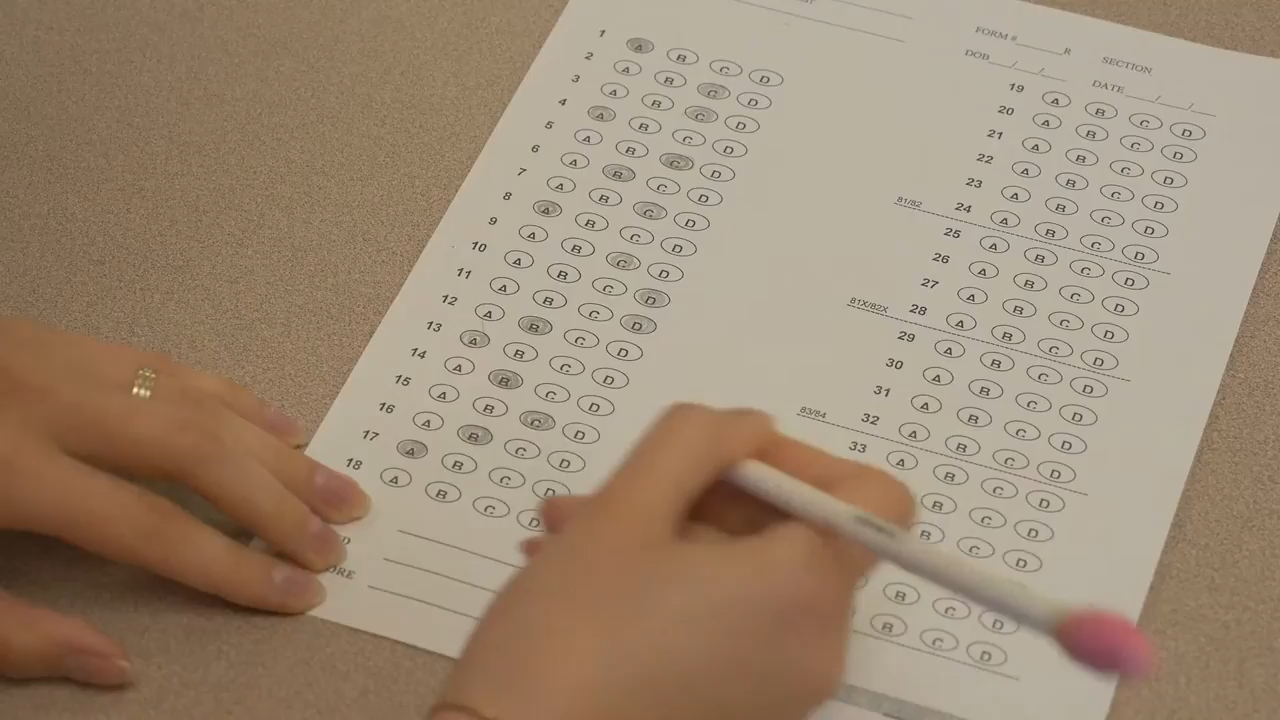 1 A B C D
2 A B C D
3 A B C D
4 A B C D
5 A B C D
6 A B C D
7 A B C D
8 A B C D
9 A B C D
10 A B C D
11 A B C D
12 A B C D
13 A B C D
14 A B C D
15 A B C D
16 A B C D
17 A B C D
18 A B C D
FORM #______R SECTION
DOB___/___/___ DATE____/___/___
19 A B C D
20 A B C D
21 A B C D
22 A B C D
23 A B C D
24 A B C D
81/82
25 A B C D
26 A B C D
27 A B C D
28 A B C D
81X/82X
29 A B C D
30 A B C D
31 A B C D
32 A B C D
83/84
33 A B C D
B C D
B C D
B C D
B C D